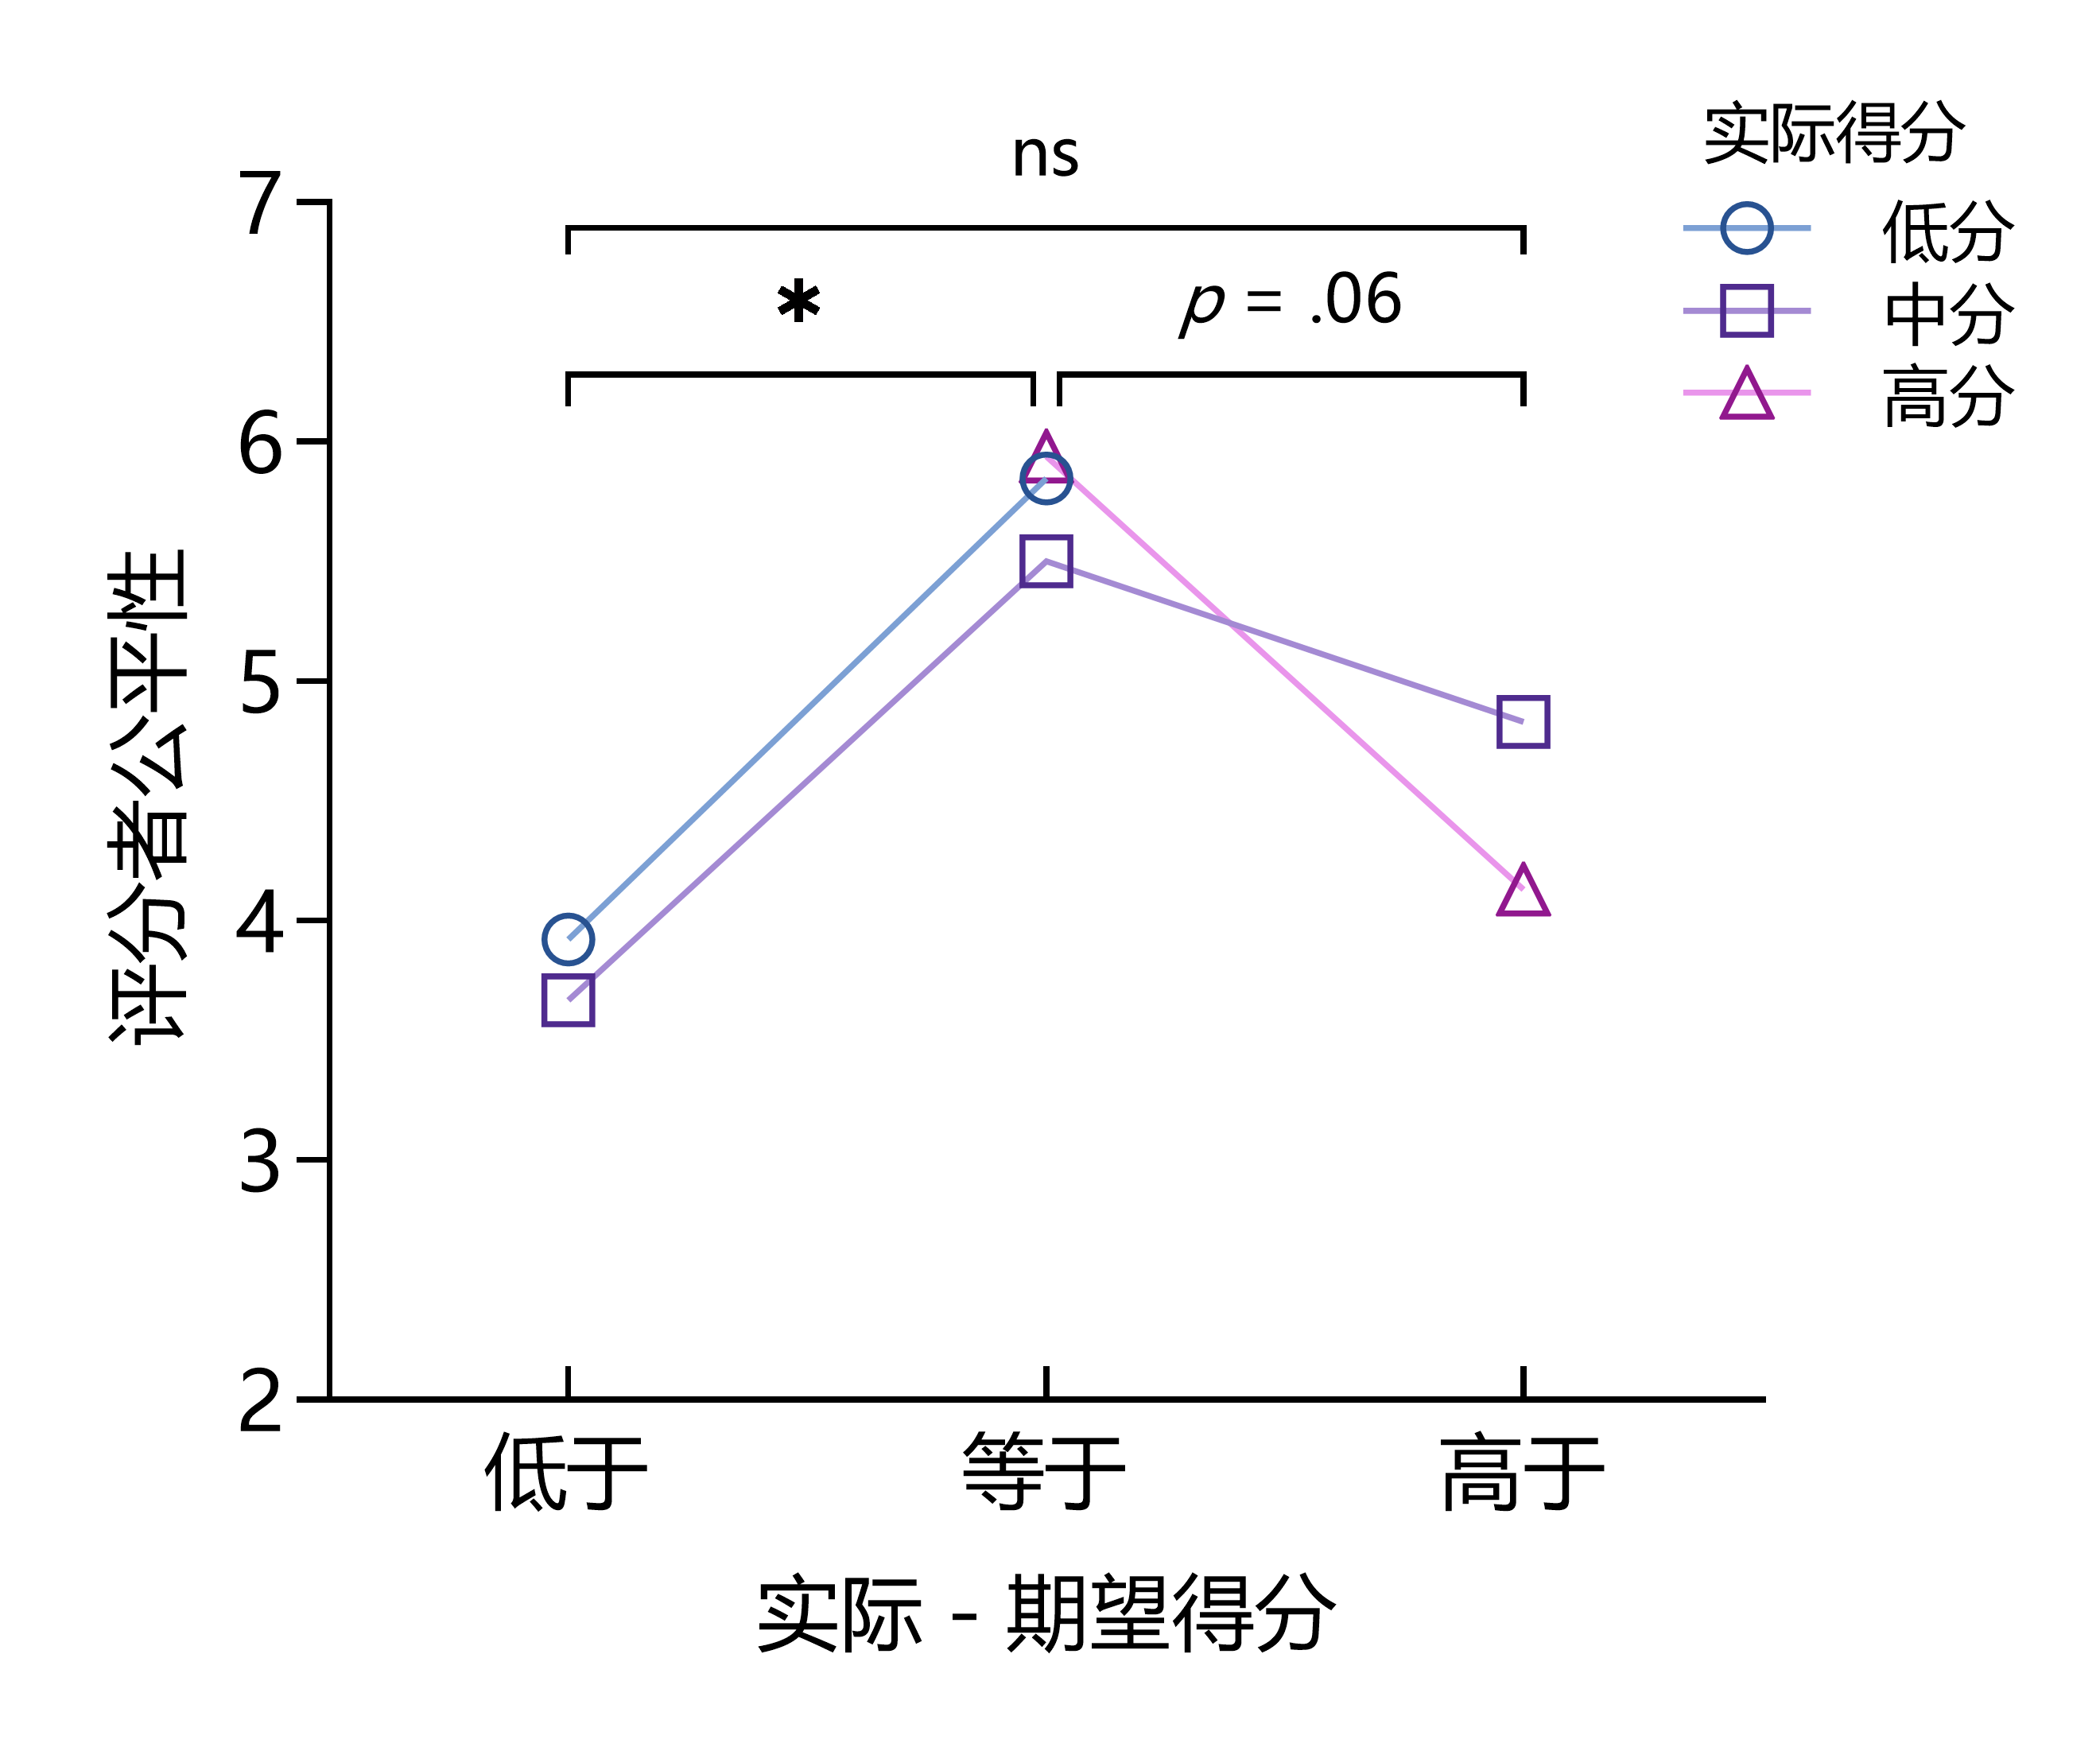 实际得分
低分
中分
高分
ns
*
p = .06
7
6
5
4
3
2
评分者公平性
低于 等于 高于
实际 - 期望得分